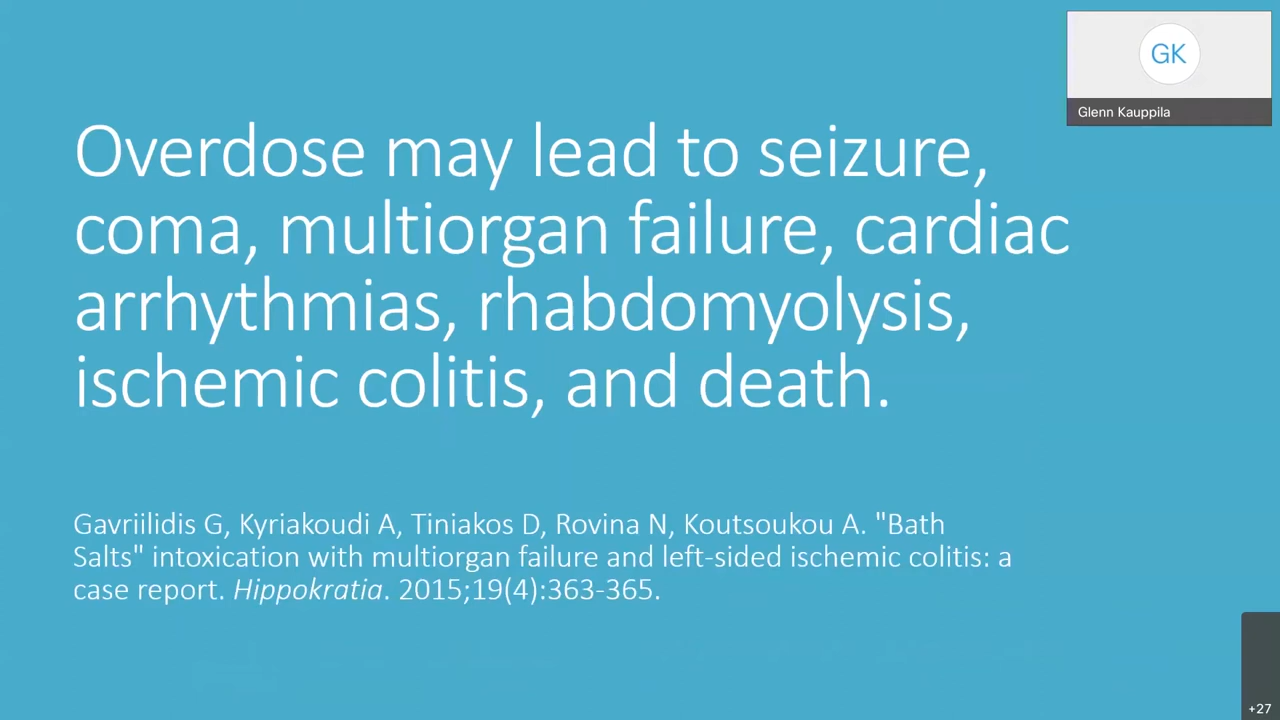 GK
Glenn Kauppila
Overdose may lead to seizure,
coma, multiorgan failure, cardiac
arrhythmias, rhabdomyolysis,
ischemic colitis, and death.
Gavriilidis G, Kyriakoudi A, Tiniakos D, Rovina N, Koutsoukou A. "Bath
Salts" intoxication with multiorgan failure and left-sided ischemic colitis: a
case report. Hippokratia. 2015;19(4):363-365.
+27